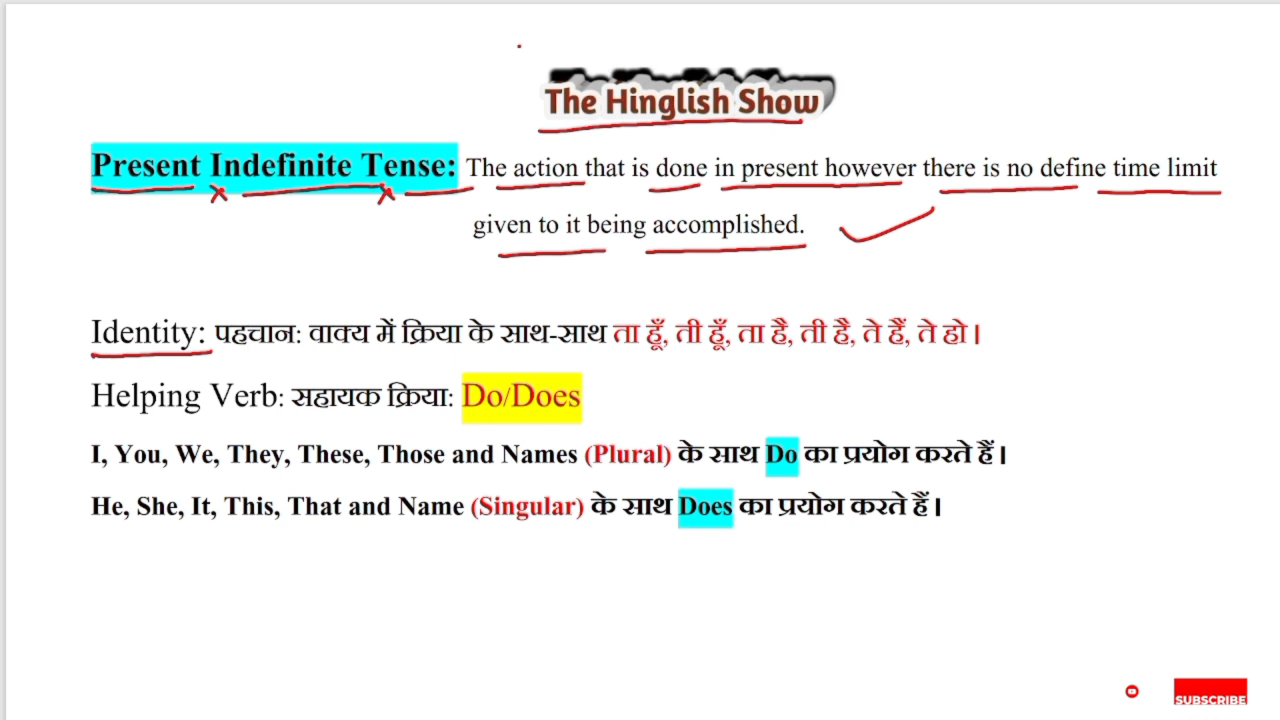 The Hinglish Show
Present Indefinite Tense: The action that is done in present however there is no define time limit
given to it being accomplished.
Identity: पहचान: वाक्य में क्रिया के साथ-साथ ता हूँ, ती हूँ, ता है, ती है, ते हैं, ते हो।
Helping Verb: सहायक क्रिया: Do/Does
I, You, We, They, These, Those and Names (Plural) के साथ Do का प्रयोग करते हैं।
He, She, It, This, That and Name (Singular) के साथ Does का प्रयोग करते हैं।
SUBSCRIBE